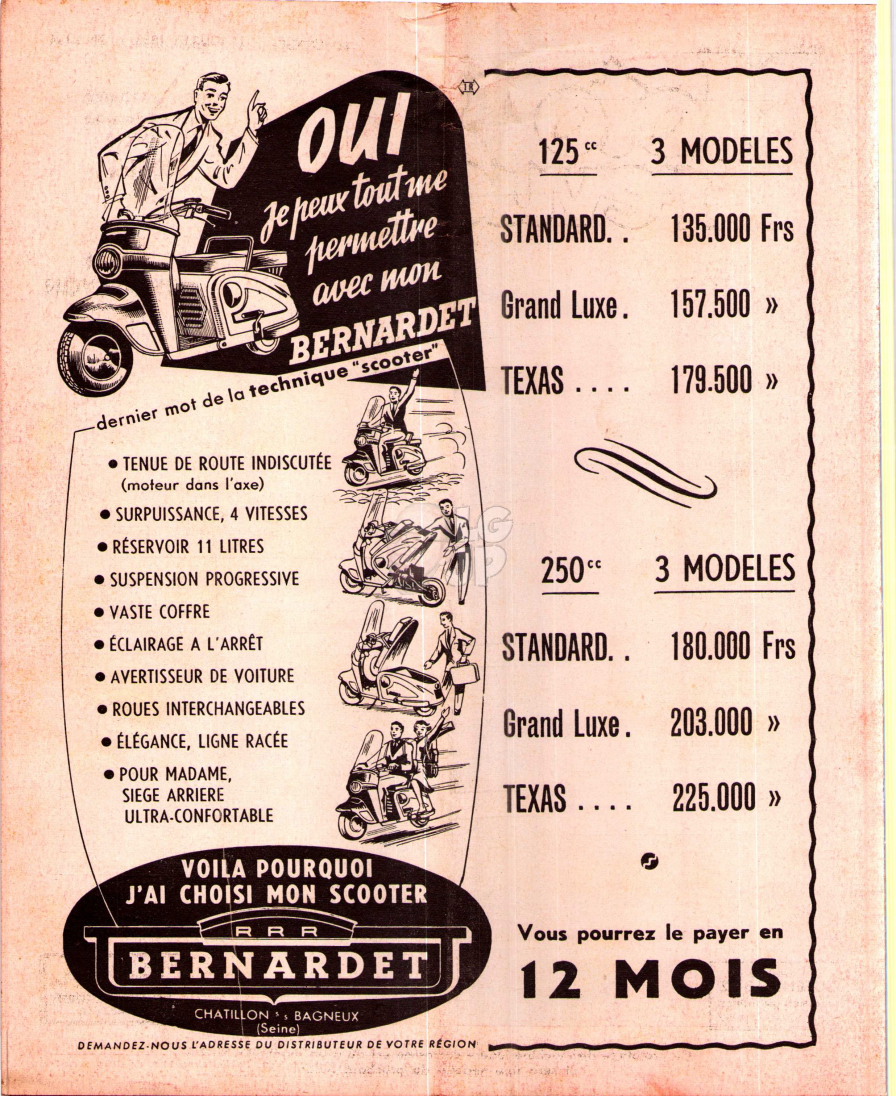 OUI
Je peux tout me
permettre
avec mon
BERNARDET
dernier mot de la technique "scooter"
• TENUE DE ROUTE INDISCUTÉE
(moteur dans l'axe)
• SURPUISSANCE, 4 VITESSES
• RÉSERVOIR 11 LITRES
• SUSPENSION PROGRESSIVE
• VASTE COFFRE
• ÉCLAIRAGE A L'ARRÊT
• AVERTISSEUR DE VOITURE
• ROUES INTERCHANGEABLES
• ÉLÉGANCE, LIGNE RACÉE
• POUR MADAME,
SIEGE ARRIERE
ULTRA-CONFORTABLE
VOILA POURQUOI
J'AI CHOISI MON SCOOTER
RRR
BERNARDET
CHATILLON s/s BAGNEUX
(Seine)
DEMANDEZ-NOUS L'ADRESSE DU DISTRIBUTEUR DE VOTRE RÉGION
125 cc 3 MODELES
STANDARD. . 135.000 Frs
Grand Luxe . 157.500 »
TEXAS . . . . 179.500 »
250 cc 3 MODELES
STANDARD. . 180.000 Frs
Grand Luxe . 203.000 »
TEXAS . . . . 225.000 »
Vous pourrez le payer en
12 MOIS